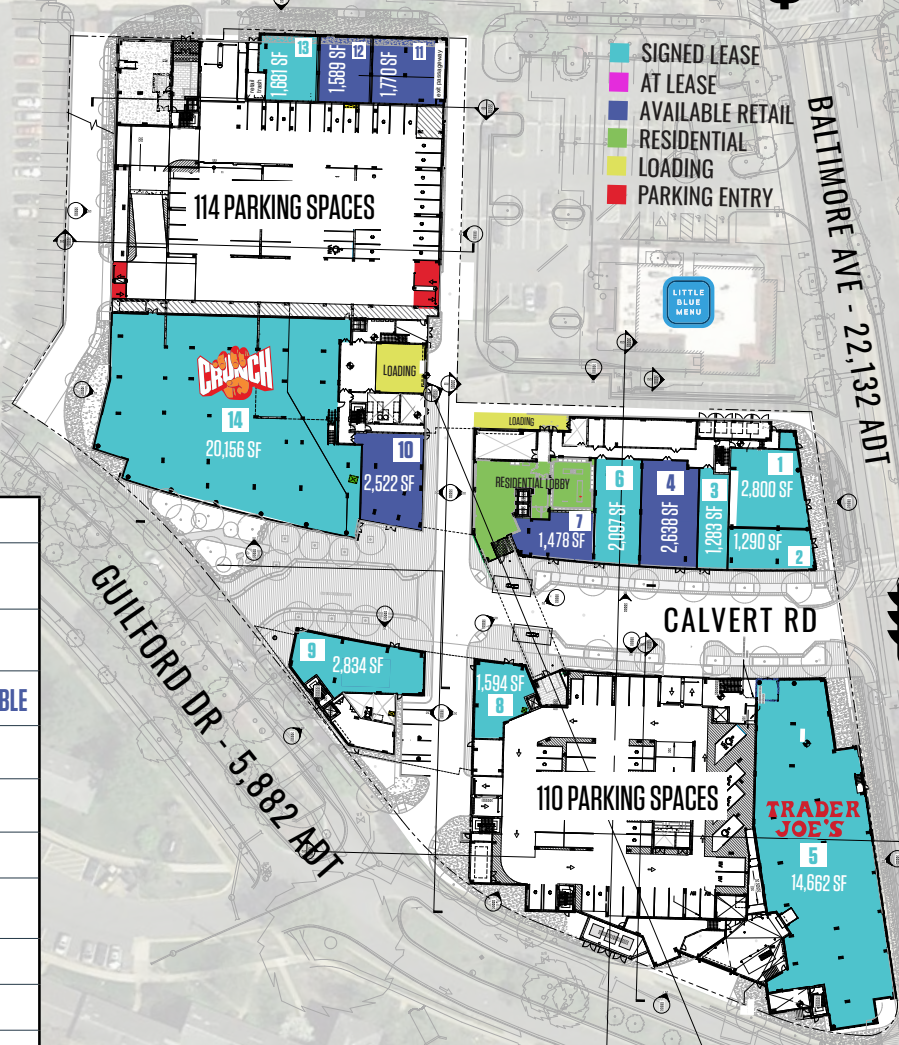 13
1,681 SF
12
1,589 SF
11
1,770 SF
exit passageway
SIGNED LEASE
AT LEASE
AVAILABLE RETAIL
RESIDENTIAL
LOADING
PARKING ENTRY
BALTIMORE AVE - 22,132 ADT
114 PARKING SPACES
LITTLE
BLUE
MENU
CRUNCH
14
20,156 SF
LOADING
10
2,522 SF
LOADING
RESIDENTIAL LOBBY
7
1,478 SF
6
2,097 SF
4
2,638 SF
3
1,283 SF
1
2,800 SF
1,290 SF
2
CALVERT RD
GUILFORD DR - 5,882 ADT
9
2,834 SF
1,594 SF
8
BLE
110 PARKING SPACES
TRADER
JOE'S
5
14,662 SF